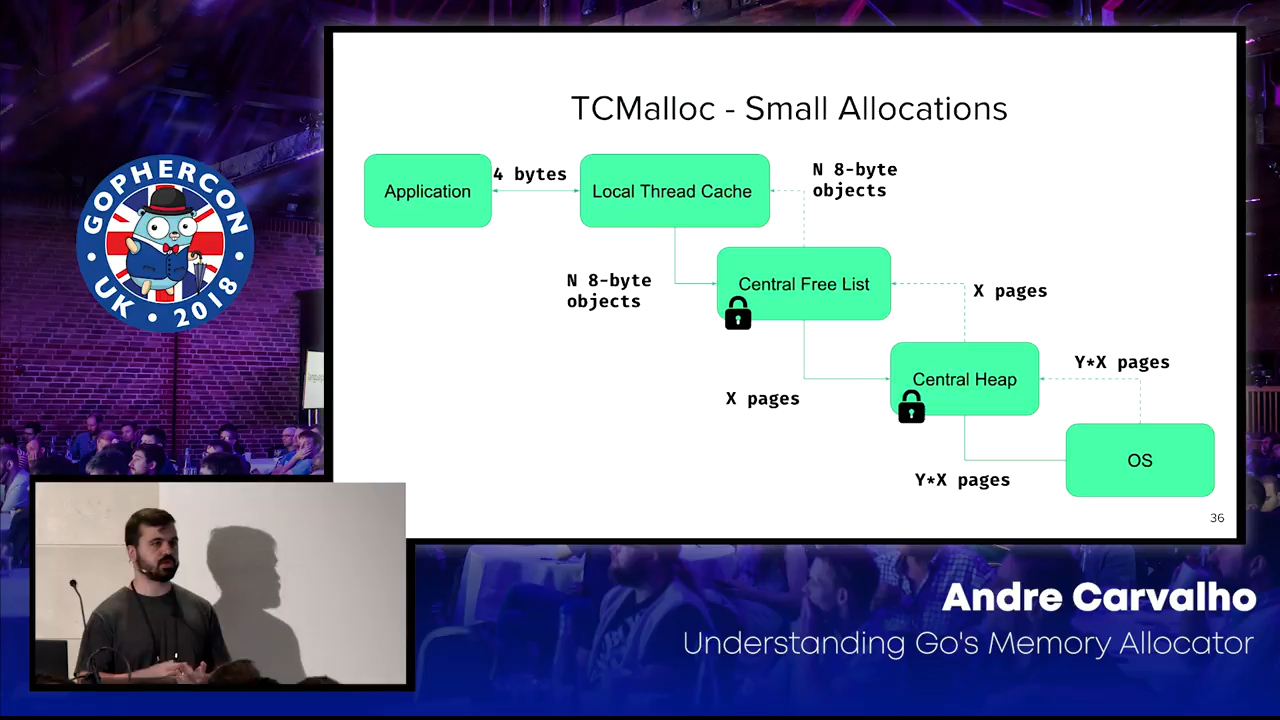 TCMalloc - Small Allocations
Application
4 bytes
Local Thread Cache
N 8-byte
objects
N 8-byte
objects
Central Free List
X pages
X pages
Central Heap
Y*X pages
Y*X pages
OS
36
GOPHERCON
UK • 2018
Andre Carvalho
Understanding Go's Memory Allocator